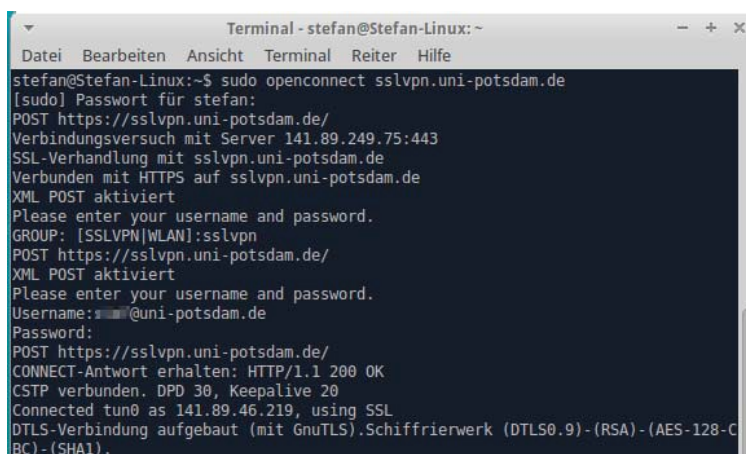 Terminal - stefan@Stefan-Linux: ~
Datei Bearbeiten Ansicht Terminal Reiter Hilfe
stefan@Stefan-Linux:~$ sudo openconnect sslvpn.uni-potsdam.de
[sudo] Passwort für stefan:
POST https://sslvpn.uni-potsdam.de/
Verbindungsversuch mit Server 141.89.249.75:443
SSL-Verhandlung mit sslvpn.uni-potsdam.de
Verbunden mit HTTPS auf sslvpn.uni-potsdam.de
XML POST aktiviert
Please enter your username and password.
GROUP: [SSLVPN|WLAN]:sslvpn
POST https://sslvpn.uni-potsdam.de/
XML POST aktiviert
Please enter your username and password.
Username: @uni-potsdam.de
Password:
POST https://sslvpn.uni-potsdam.de/
CONNECT-Antwort erhalten: HTTP/1.1 200 OK
CSTP verbunden. DPD 30, Keepalive 20
Connected tun0 as 141.89.46.219, using SSL
DTLS-Verbindung aufgebaut (mit GnuTLS).Schiffrierwerk (DTLS0.9)-(RSA)-(AES-128-C
BC)-(SHA1).